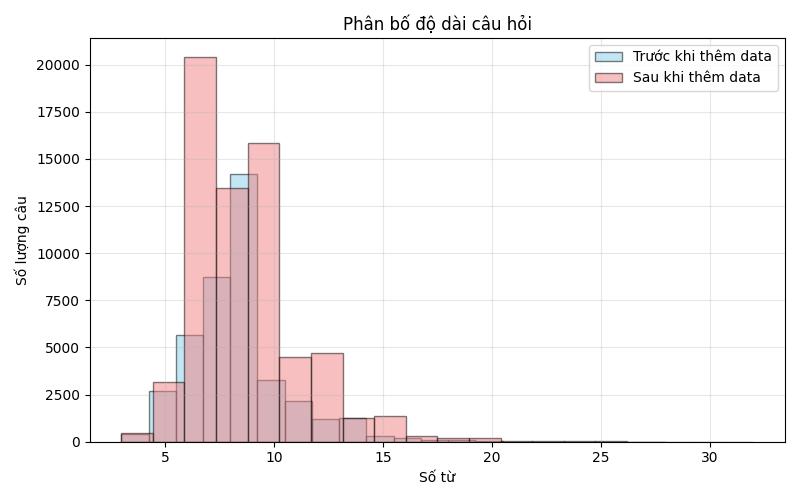 Phân bố độ dài câu hỏi
Trước khi thêm data
Sau khi thêm data
20000
17500
15000
12500
10000
7500
5000
2500
0
Số lượng câu
5 10 15 20 25 30
Số từ